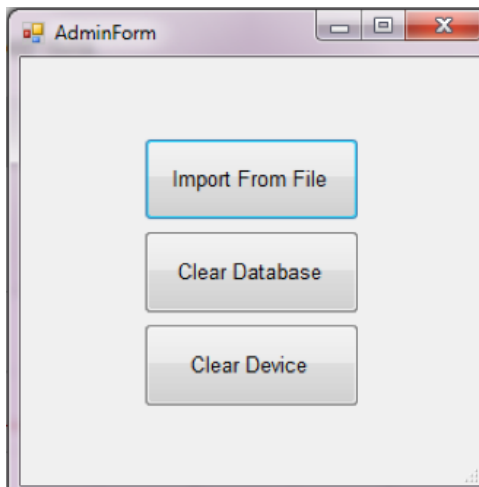 AdminForm
Import From File
Clear Database
Clear Device